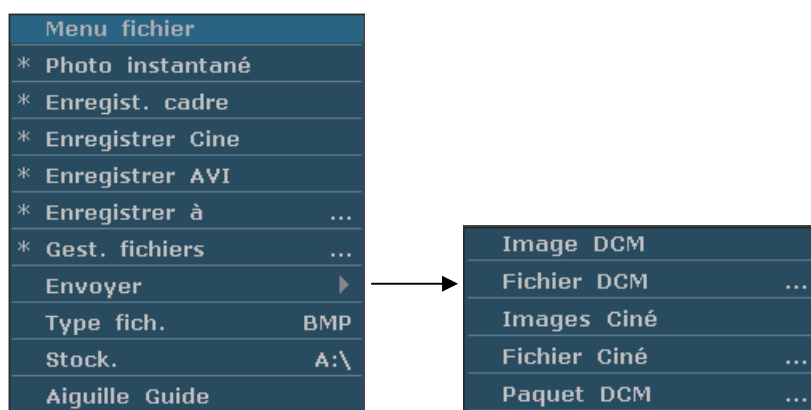 Menu fichier
* Photo instantané
* Enregist. cadre
* Enregistrer Cine
* Enregistrer AVI
* Enregistrer à ...
* Gest. fichiers ...
Envoyer
Type fich. BMP
Stock. A:\
Aiguille Guide
Image DCM
Fichier DCM ...
Images Ciné
Fichier Ciné ...
Paquet DCM ...